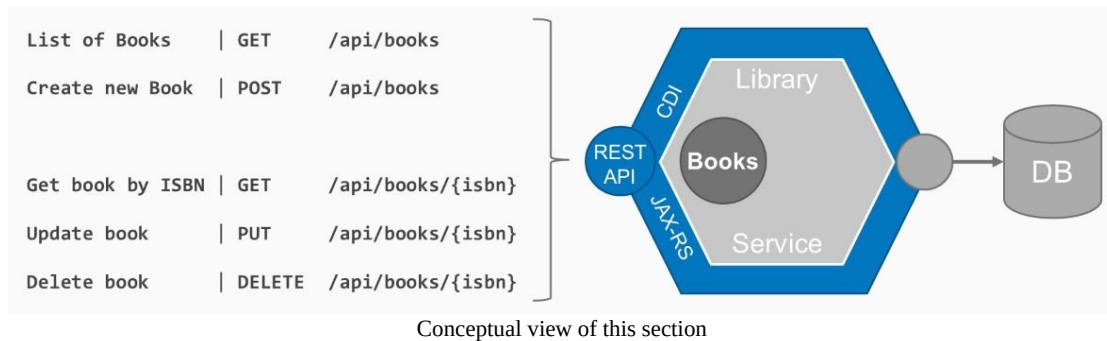 List of Books | GET /api/books
Create new Book | POST /api/books
Get book by ISBN | GET /api/books/{isbn}
Update book | PUT /api/books/{isbn}
Delete book | DELETE /api/books/{isbn}
REST
API
CDI
JAX-RS
Library
Books
Service
DB
Conceptual view of this section